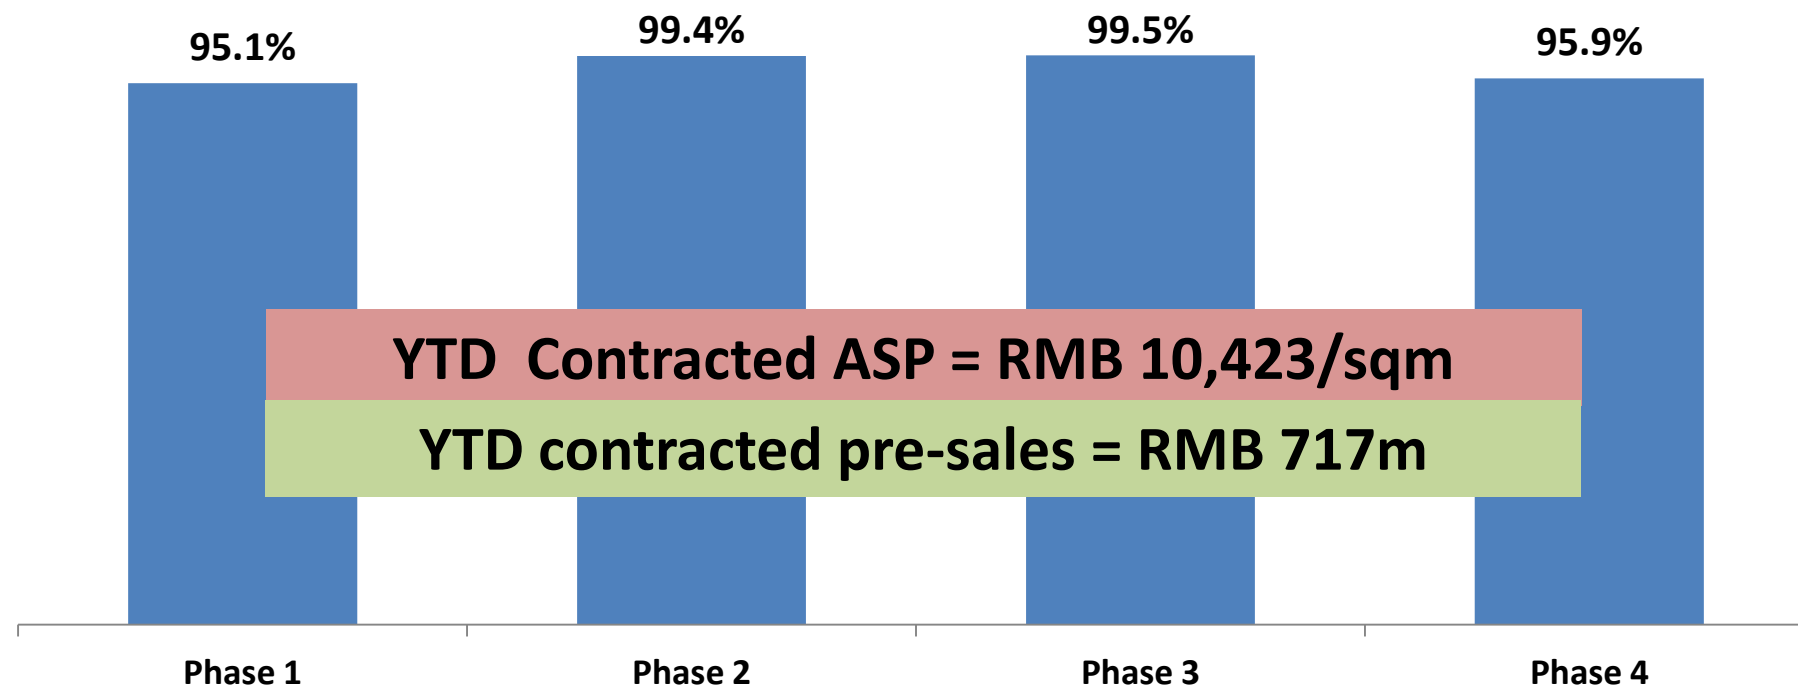 95.1%
99.4%
99.5%
95.9%
YTD  Contracted ASP = RMB 10,423/sqm
YTD contracted pre-sales = RMB 717m
Phase 1
Phase 2
Phase 3
Phase 4